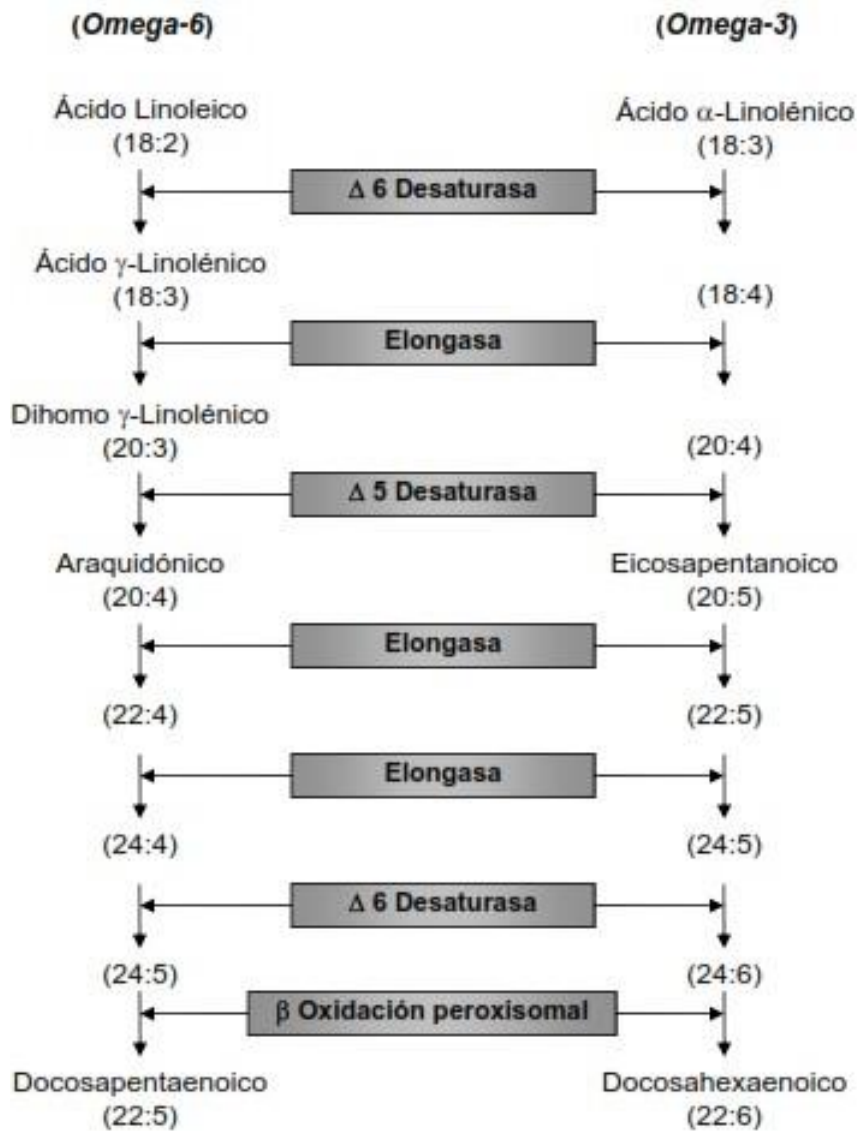 (Omega-6) (Omega-3)
Ácido Linoleico Ácido α-Linolénico
(18:2) (18:3)
Δ 6 Desaturasa
Ácido γ-Linolénico
(18:3) (18:4)
Elongasa
Dihomo γ-Linolénico
(20:3) (20:4)
Δ 5 Desaturasa
Araquidónico Eicosapentanoico
(20:4) (20:5)
Elongasa
(22:4) (22:5)
Elongasa
(24:4) (24:5)
Δ 6 Desaturasa
(24:5) (24:6)
β Oxidación peroxisomal
Docosapentaenoico Docosahexaenoico
(22:5) (22:6)